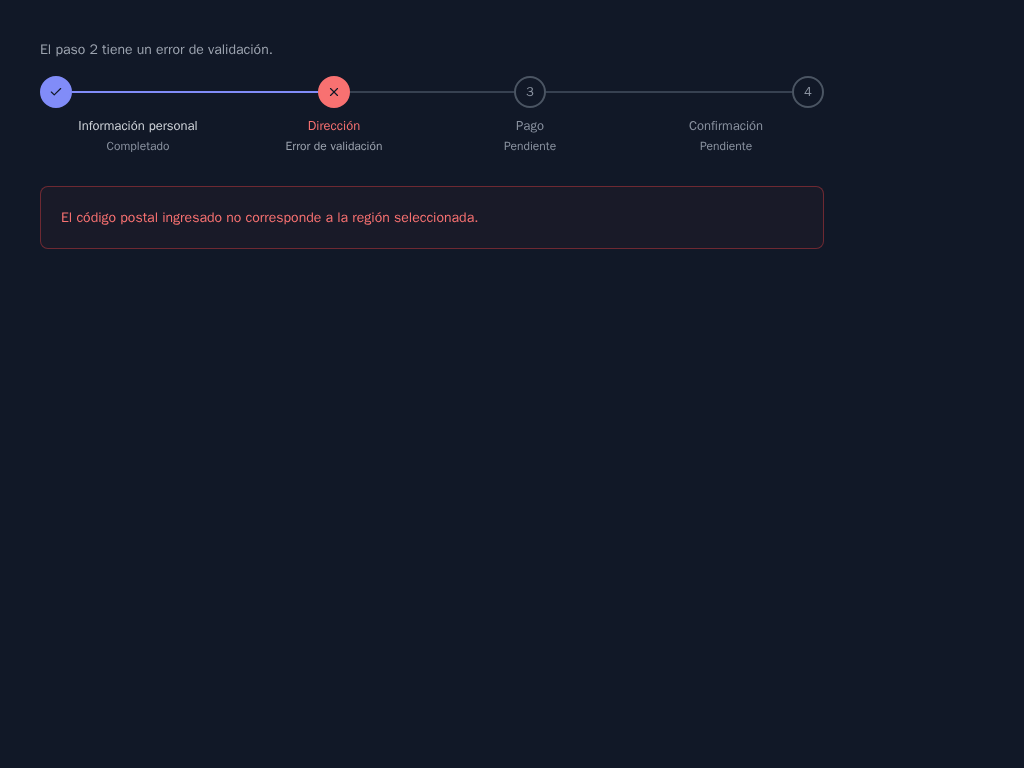 El paso 2 tiene un error de validación.
3
4
Información personal
Dirección
Pago
Confirmación
Completado
Error de validación
Pendiente
Pendiente
El código postal ingresado no corresponde a la región seleccionada.